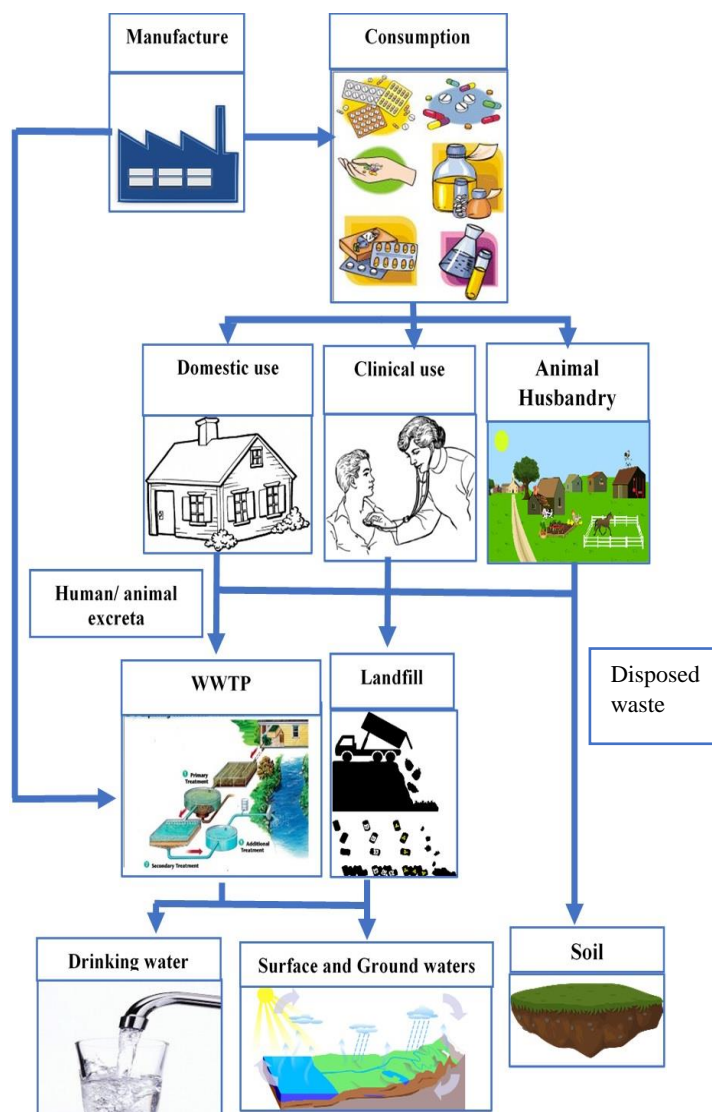 Manufacture
Consumption
Domestic use
Clinical use
Animal
Husbandry
Human/ animal
excreta
Disposed
waste
WWTP
Landfill
Primary
Treatment
Secondary Treatment
Additional
Treatment
Drinking water
Surface and Ground waters
Soil